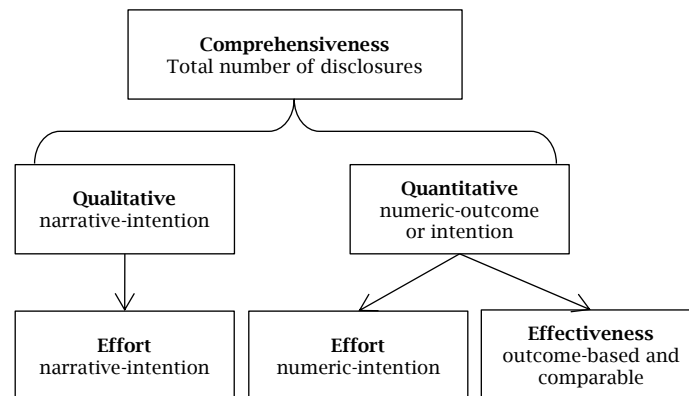 Comprehensiveness
Total number of disclosures
Qualitative
narrative-intention
Quantitative
numeric-outcome
or intention
Effort
narrative-intention
Effort
numeric-intention
Effectiveness
outcome-based and
comparable